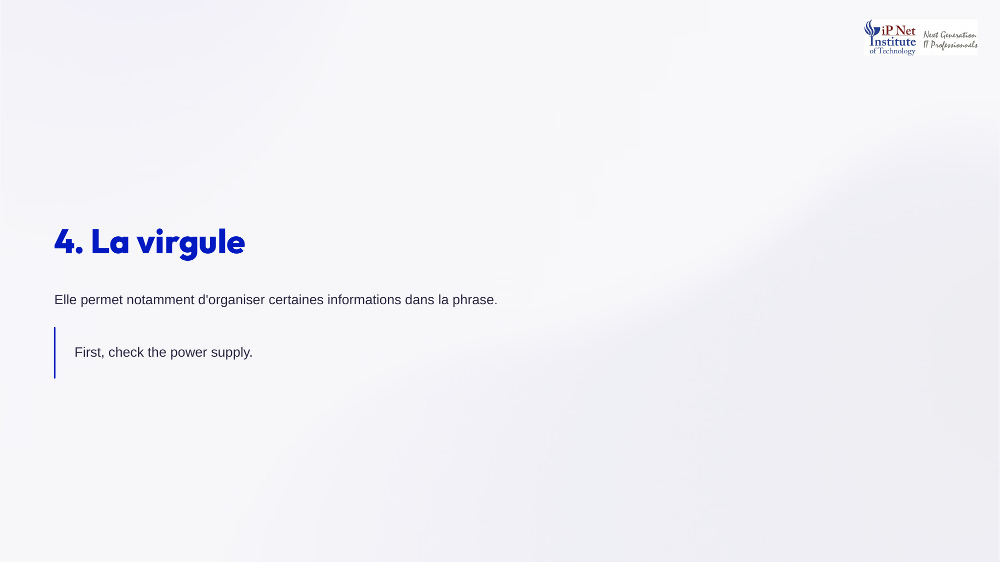 iP Net
Institute
of Technology
Next Generation
IT Professionnels
4. La virgule
Elle permet notamment d'organiser certaines informations dans la phrase.
First, check the power supply.